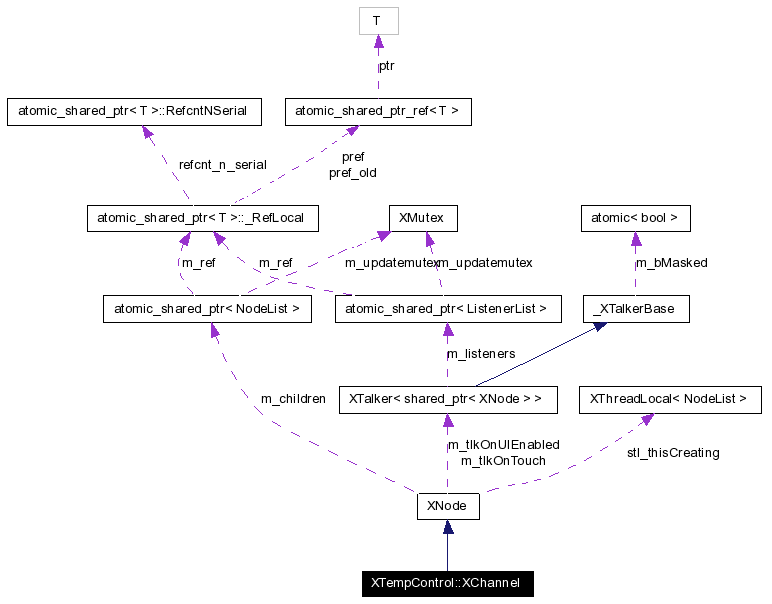 T
ptr
atomic_shared_ptr< T >::RefcntNSerial
atomic_shared_ptr_ref< T >
refcnt_n_serial
pref
pref_old
atomic_shared_ptr< T >::_RefLocal
XMutex
atomic< bool >
m_ref
m_ref
m_updatemutex
m_updatemutex
m_bMasked
atomic_shared_ptr< NodeList >
atomic_shared_ptr< ListenerList >
_XTalkerBase
m_listeners
m_children
XTalker< shared_ptr< XNode > >
XThreadLocal< NodeList >
m_tlkOnUIEnabled
m_tlkOnTouch
stl_thisCreating
XNode
XTempControl::XChannel